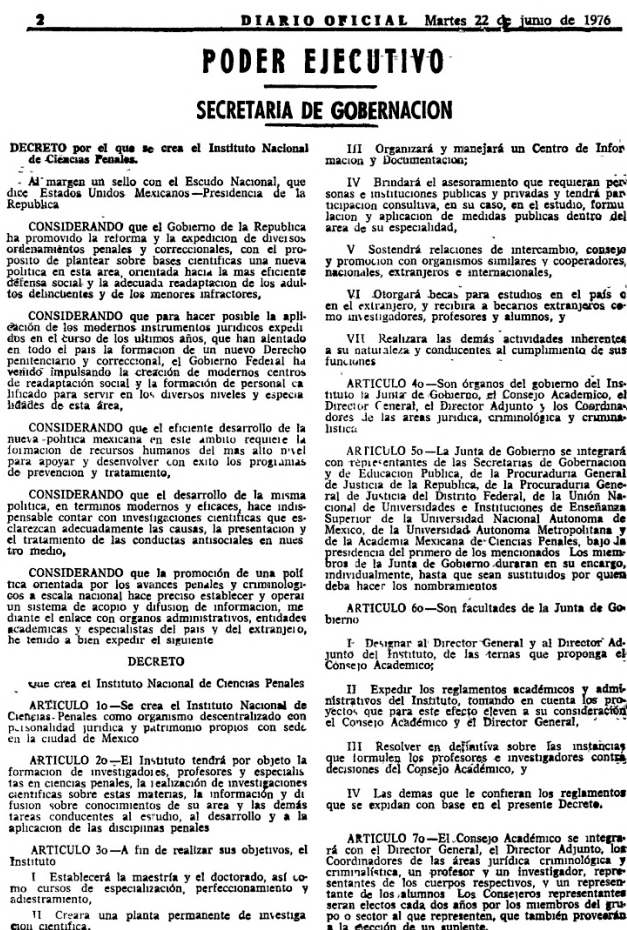 2 DIARIO OFICIAL Martes 22 de junio de 1976
PODER EJECUTIVO
SECRETARIA DE GOBERNACION
DECRETO por el que se crea el Instituto Nacional
de Ciencias Penales.
Al margen un sello con el Escudo Nacional, que
dice Estados Unidos Mexicanos —Presidencia de la
Republica
CONSIDERANDO que el Gobierno de la Republica
ha promovido la reforma y la expedicion de diversos
ordenamientos penales y correccionales, con el pro-
posito de plantear sobre bases cientificas una nueva
politica en esta area, orientada hacia la mas eficiente
defensa social y la adecuada readaptacion de los adul-
tos delincuentes y de los menores infractores,
CONSIDERANDO que para hacer posible la apli-
cación de los modernos instrumentos juridicos expedi
dos en el curso de los ultimos años, que han alentado
en todo el pais la formacion de un nuevo Derecho
penitenciario y correccional, el Gobierno Federal ha
venido impulsando la creación de modernos centros
de readaptación social y la formación de personal ca
lificado para servir en los diversos niveles y especia
lidades de esta área,
CONSIDERANDO que el eficiente desarrollo de la
nueva politica mexicana en este ambito requiere la
formacion de recursos humanos del mas alto nivel
para apoyar y desenvolver con exito los programas
de prevencion y tratamiento,
CONSIDERANDO que el desarrollo de la misma
politica, en terminos modernos y eficaces, hace indis-
pensable contar con investigaciones cientificas que es-
clarezcan adecuadamente las causas, la presentacion y
el tratamiento de las conductas antisociales en nues
tro medio,
CONSIDERANDO que la promoción de una polí
tica orientada por los avances penales y criminologi-
cos a escala nacional hace preciso establecer y operar
un sistema de acopio y difusion de informacion, me
diante el enlace con organos administrativos, entidades
academicas y especialistas del pais y del extranjero,
he tenido a bien expedir el siguiente
DECRETO
que crea el Instituto Nacional de Ciencias Penales
ARTICULO 1o—Se crea el Instituto Nacional de
Ciencias Penales como organismo descentralizado con
personalidad juridica y patrimonio propios con sede
en la ciudad de Mexico
ARTICULO 2o—El Instituto tendrá por objeto la
formacion de investigadores, profesores y especialis
tas en ciencias penales, la realización de investigaciones
cientificas sobre estas materias, la información y di
fusion sobre conocimientos de su area y las demás
tareas conducentes al estudio, al desarrollo y a la
aplicacion de las disciplinas penales
ARTICULO 3o—A fin de realizar sus objetivos, el
Instituto
I Establecerá la maestría y el doctorado, así co-
mo cursos de especialización, perfeccionamiento y
adiestramiento,
II Creara una planta permanente de investiga
cion cientifica,
III Organizará y manejará un Centro de Infor
macion y Documentacion;
IV Brindará el asesoramiento que requieran per
sonas e instituciones publicas y privadas y tendrá par
ticipacion consultiva, en su caso, en el estudio, formu
lacion y aplicacion de medidas publicas dentro del
area de su especialidad,
V Sostendrá relaciones de intercambio, consejo
y promocion con organismos similares y cooperadores,
nacionales, extranjeros e internacionales,
VI Otorgará becas para estudios en el país o
en el extranjero, y recibira a becarios extranjeros co-
mo investigadores, profesores y alumnos, y
VII Realizara las demás actividades inherentes
a su naturaleza y conducentes al cumplimiento de sus
funciones
ARTICULO 4o—Son órganos del gobierno del Ins-
tituto la Junta de Gobierno, el Consejo Academico, el
Director General, el Director Adjunto y los Coordina-
dores de las areas juridica, criminológica y crimina-
listica
ARTICULO 5o—La Junta de Gobierno se integrará
con representantes de las Secretarias de Gobernacion
y de Educacion Publica, de la Procuraduria General
de Justicia de la Republica, de la Procuraduria Gene-
ral de Justicia del Distrito Federal, de la Unión Na-
cional de Universidades e Instituciones de Enseñanza
Superior de la Universidad Nacional Autonoma de
Mexico, de la Universidad Autonoma Metropolitana y
de la Academia Mexicana de Ciencias Penales, bajo la
presidencia del primero de los mencionados Los miem-
bros de la Junta de Gobierno duraran en su encargo,
individualmente, hasta que sean sustituidos por quien
deba hacer los nombramientos
ARTICULO 6o—Son facultades de la Junta de Go-
bierno
I Designar al Director General y al Director Ad-
junto del Instituto, de las ternas que proponga el
Consejo Academico;
II Expedir los reglamentos académicos y admi-
nistrativos del Instituto, tomando en cuenta los pro-
yectos que para este efecto eleven a su consideración
el Consejo Académico y el Director General,
III Resolver en definitiva sobre las instancias
que formulen los profesores e investigadores contra
decisiones del Consejo Académico, y
IV Las demas que le confieran los reglamentos
que se expidan con base en el presente Decreto.
ARTICULO 7o—El Consejo Académico se integra-
rá con el Director General, el Director Adjunto, los
Coordinadores de las áreas jurídica criminológica y
criminalística, un profesor y un investigador, repre-
sentantes de los cuerpos respectivos, y un represen-
tante de los alumnos Los Consejeros representantes
seran electos cada dos años por los miembros del gru-
po o sector al que representen, que también proveerán
a la elección de un suplente.